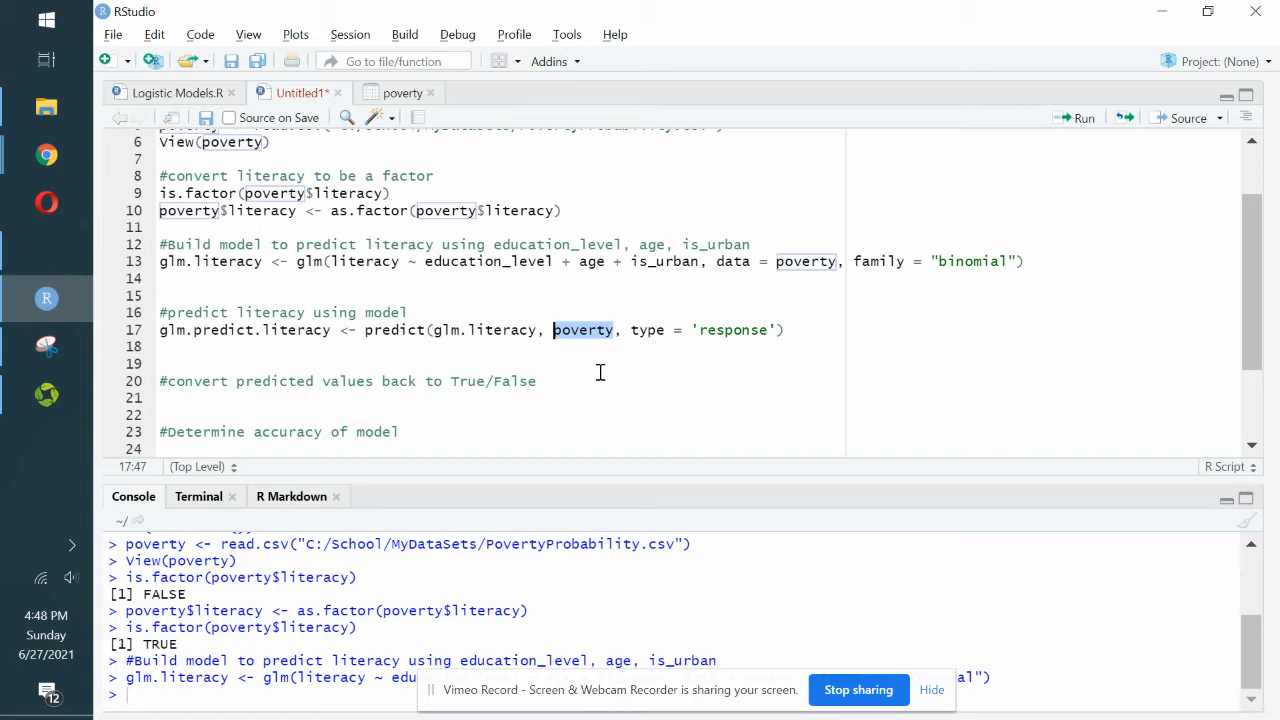 RStudio
File Edit Code View Plots Session Build Debug Profile Tools Help
Go to file/function Addins Project: (None)
Logistic Models.R Untitled1* poverty
Source on Save Run Source
6 View(poverty)
7
8 #convert literacy to be a factor
9 is.factor(poverty$literacy)
10 poverty$literacy <- as.factor(poverty$literacy)
11
12 #Build model to predict literacy using education_level, age, is_urban
13 glm.literacy <- glm(literacy ~ education_level + age + is_urban, data = poverty, family = "binomial")
14
15
16 #predict literacy using model
17 glm.predict.literacy <- predict(glm.literacy, poverty, type = 'response')
18
19
20 #convert predicted values back to True/False
21
22
23 #Determine accuracy of model
24
17:47 (Top Level) R Script
Console Terminal R Markdown
~/
> poverty <- read.csv("C:/School/MyDataSets/PovertyProbability.csv")
> View(poverty)
> is.factor(poverty$literacy)
[1] FALSE
> poverty$literacy <- as.factor(poverty$literacy)
> is.factor(poverty$literacy)
[1] TRUE
> #Build model to predict literacy using education_level, age, is_urban
> glm.literacy <- glm(literacy ~
>
Vimeo Record - Screen & Webcam Recorder is sharing your screen. Stop sharing Hide
4:48 PM
Sunday
6/27/2021
12